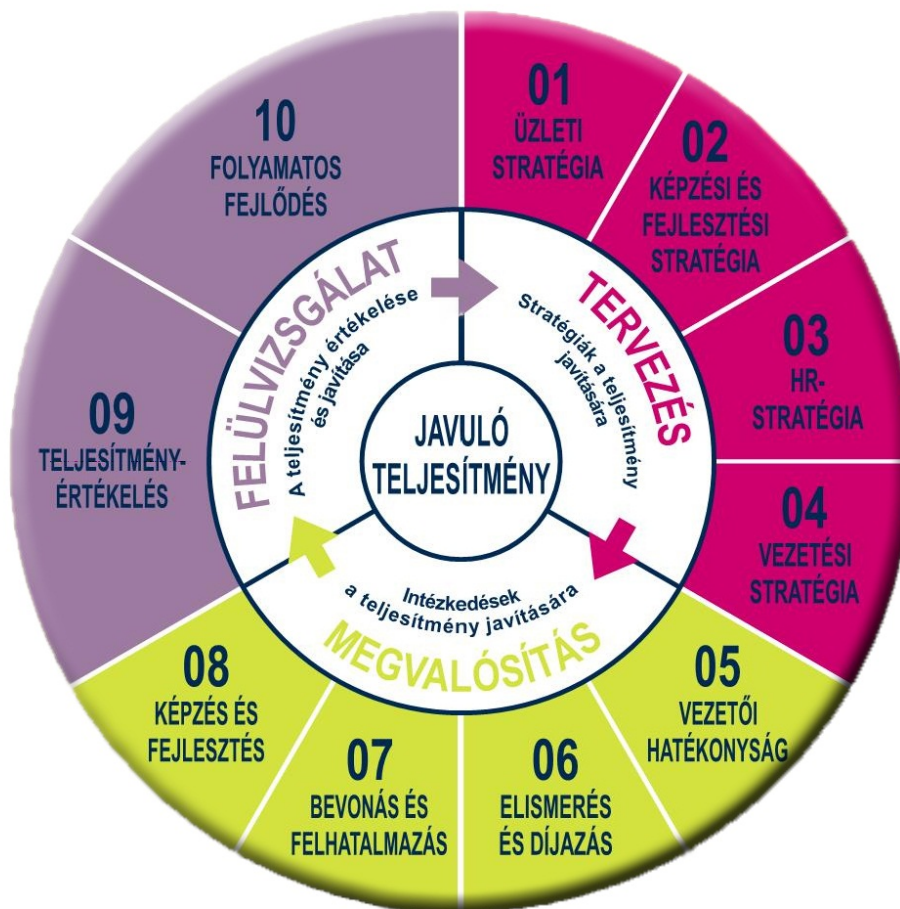 01
ÜZLETI
STRATÉGIA
02
KÉPZÉSI ÉS
FEJLESZTÉSI
STRATÉGIA
03
HR-
STRATÉGIA
04
VEZETÉSI
STRATÉGIA
05
VEZETŐI
HATÉKONYSÁG
06
ELISMERÉS
ÉS DÍJAZÁS
07
BEVONÁS ÉS
FELHATALMAZÁS
08
KÉPZÉS ÉS
FEJLESZTÉS
09
TELJESÍTMÉNY-
ÉRTÉKELÉS
10
FOLYAMATOS
FEJLŐDÉS
TERVEZÉS
Stratégiák a teljesítmény
javítására
MEGVALÓSÍTÁS
Intézkedések
a teljesítmény javítására
FELÜLVIZSGÁLAT
A teljesítmény értékelése
és javítása
JAVULÓ
TELJESÍTMÉNY